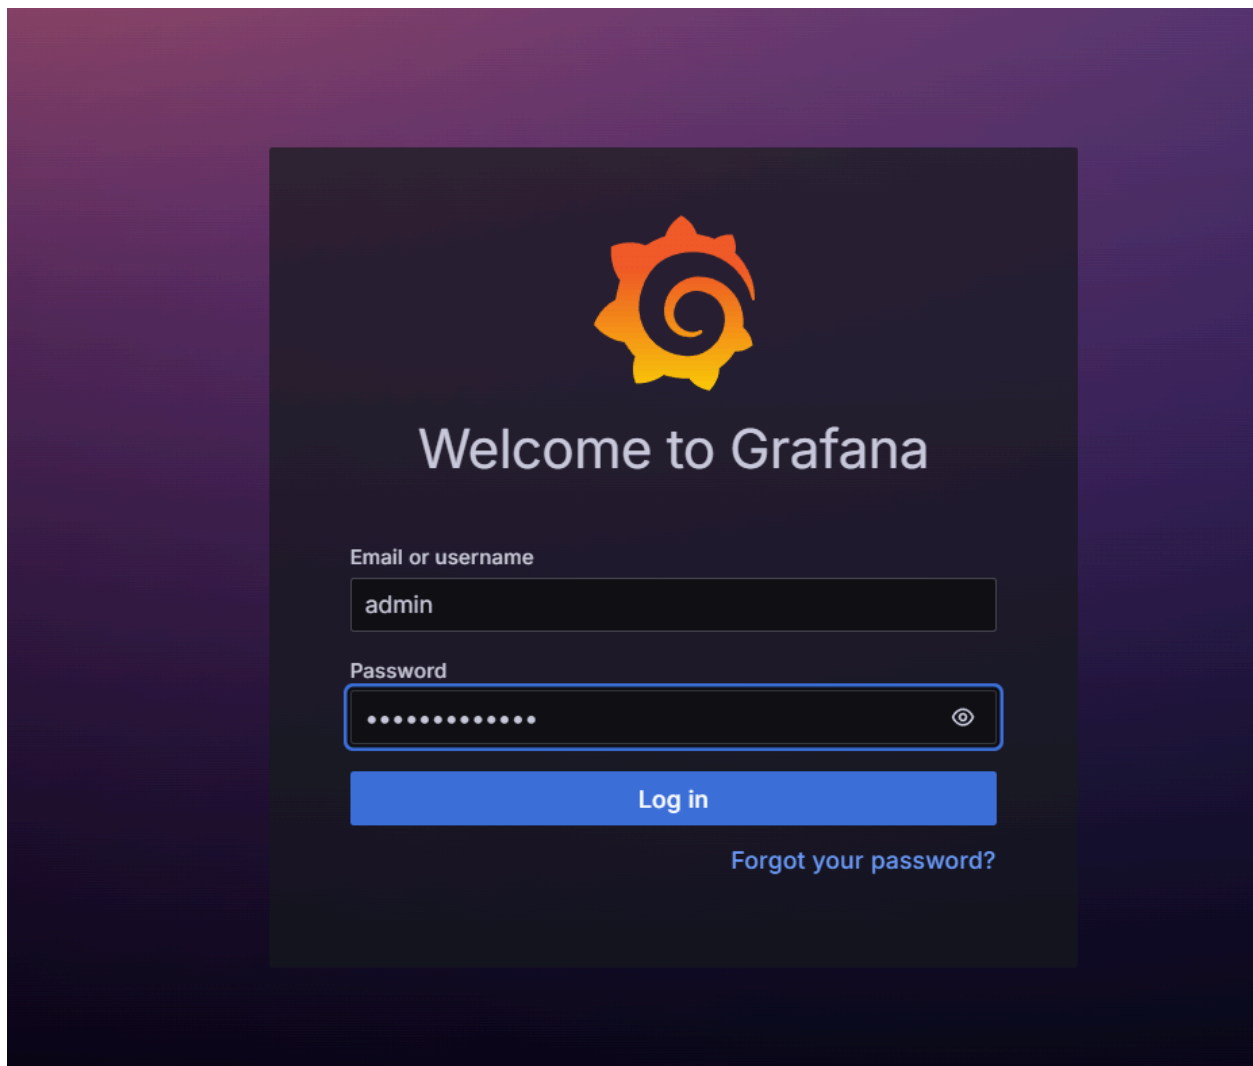 Welcome to Grafana
Email or username
admin
Password
•••••••••••••
Log in
Forgot your password?